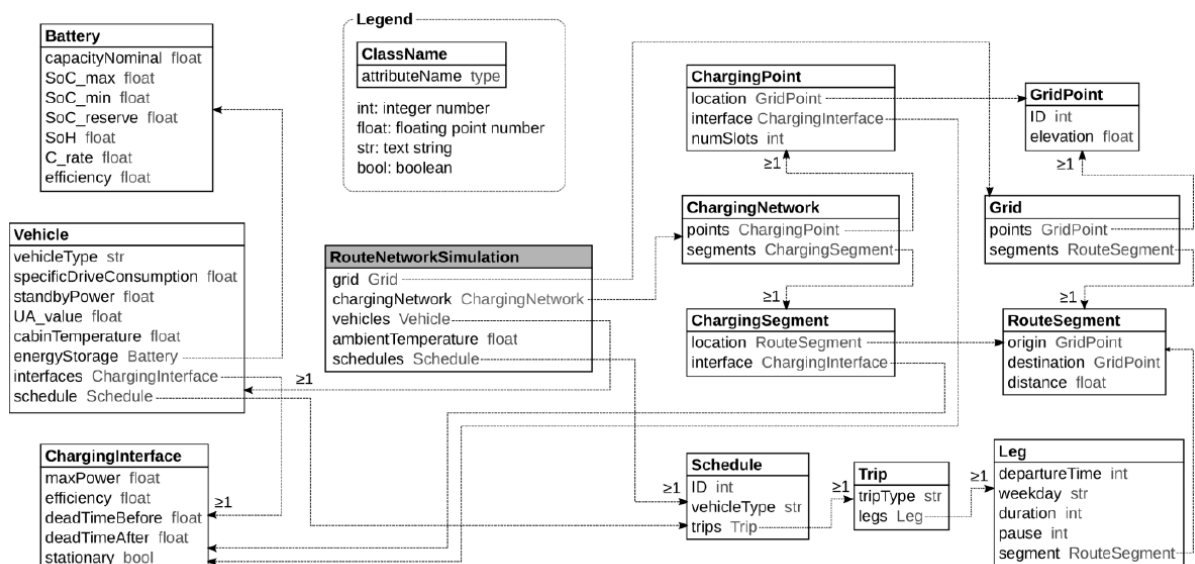 Legend
ClassName
attributeName type
int: integer number
float: floating point number
str: text string
bool: boolean
Battery
capacityNominal float
SoC_max float
SoC_min float
SoC_reserve float
SoH float
C_rate float
efficiency float
Vehicle
vehicleType str
specificDriveConsumption float
standbyPower float
UA_value float
cabinTemperature float
energyStorage Battery
interfaces ChargingInterface
schedule Schedule
≥1
ChargingInterface
maxPower float
efficiency float
deadTimeBefore float
deadTimeAfter float
stationary bool
≥1
RouteNetworkSimulation
grid Grid
chargingNetwork ChargingNetwork
vehicles Vehicle
ambientTemperature float
schedules Schedule
ChargingPoint
location GridPoint
interface ChargingInterface
numSlots int
≥1
ChargingNetwork
points ChargingPoint
segments ChargingSegment
≥1
ChargingSegment
location RouteSegment
interface ChargingInterface
GridPoint
ID int
elevation float
≥1
Grid
points GridPoint
segments RouteSegment
≥1
RouteSegment
origin GridPoint
destination GridPoint
distance float
Schedule
ID int
vehicleType str
trips Trip
≥1
Trip
tripType str
legs Leg
≥1
Leg
departureTime int
weekday str
duration int
pause int
segment RouteSegment
≥1